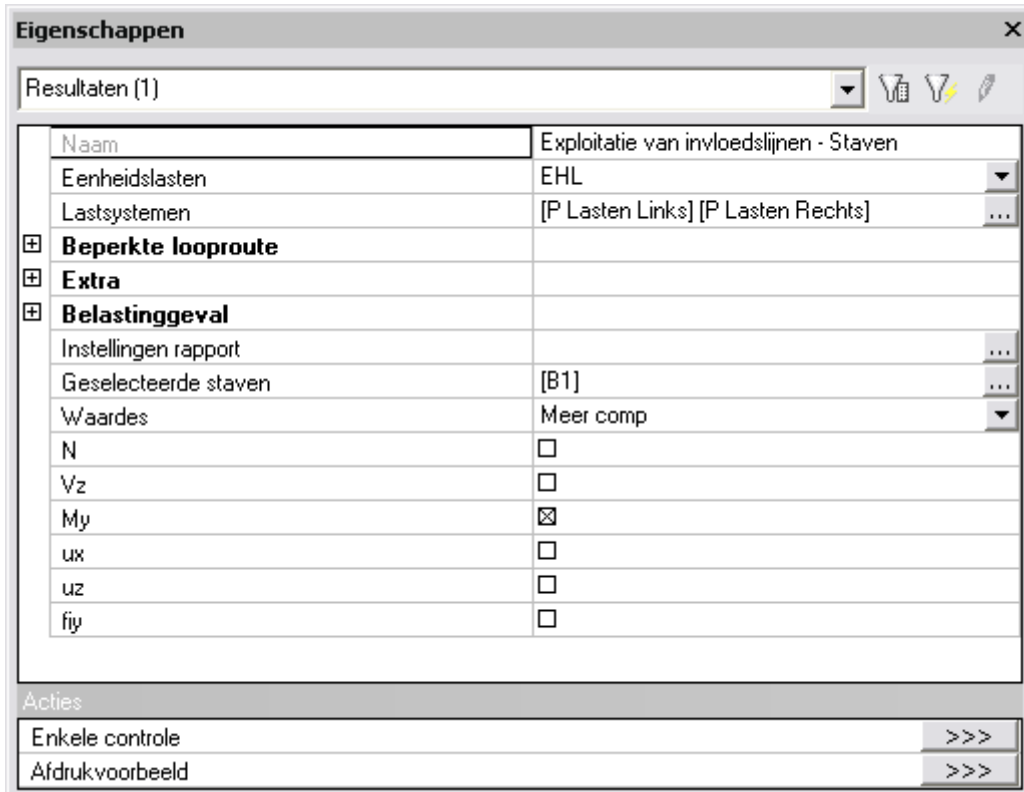 Eigenschappen
Resultaten (1)
Naam Exploitatie van invloedslijnen - Staven
Eenheidslasten EHL
Lastsystemen [P Lasten Links] [P Lasten Rechts] ...
Beperkte looproute
Extra
Belastinggeval
Instellingen rapport ...
Geselecteerde staven [B1] ...
Waardes Meer comp
N
Vz
My
ux
uz
fiy
Acties
Enkele controle >>>
Afdrukvoorbeeld >>>